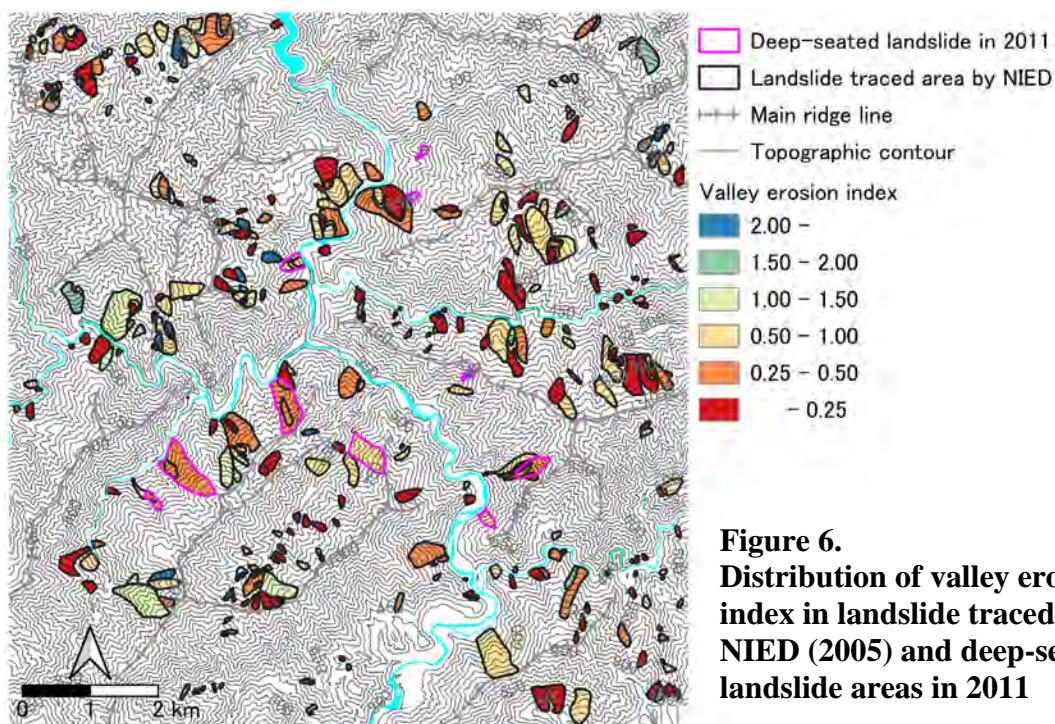 Deep-seated landslide in 2011
Landslide traced area by NIED
Main ridge line
Topographic contour
Valley erosion index
2.00 -
1.50 - 2.00
1.00 - 1.50
0.50 - 1.00
0.25 - 0.50
- 0.25
0 1 2 km
Figure 6.
Distribution of valley ero
index in landslide traced
NIED (2005) and deep-se
landslide areas in 2011